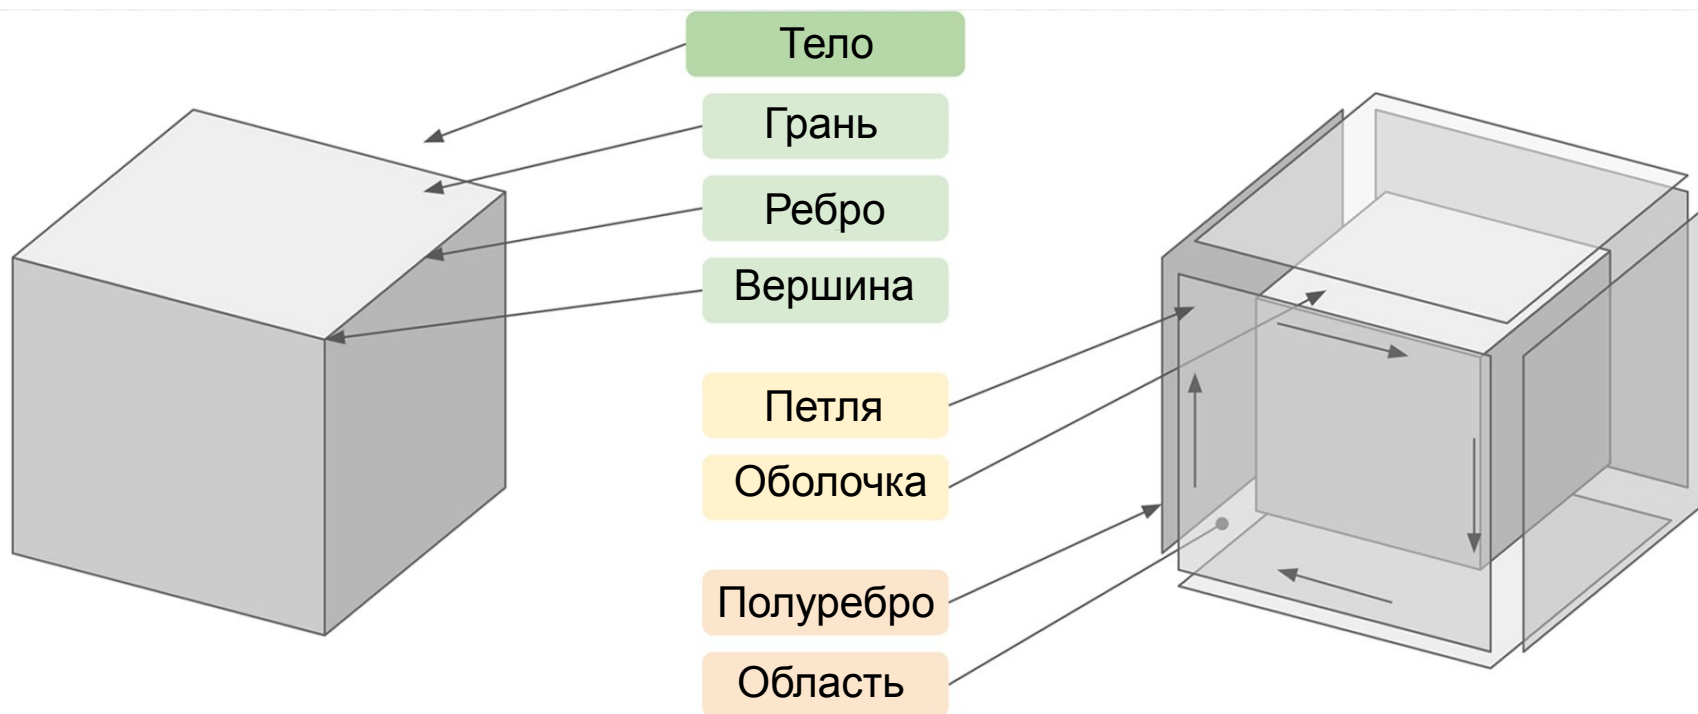 Тело
Грань
Ребро
Вершина
Петля
Оболочка
Полуребро
Область